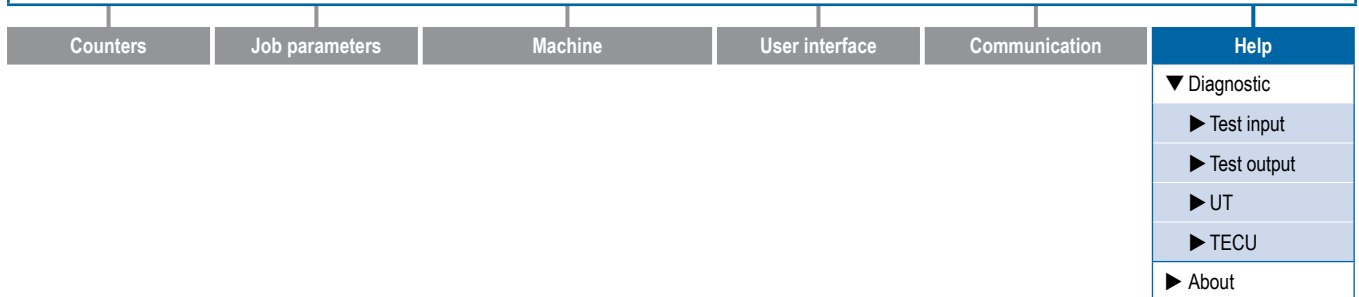 Counters
Job parameters
Machine
User interface
Communication
Help
▼ Diagnostic
▶ Test input
▶ Test output
▶ UT
▶ TECU
▶ About